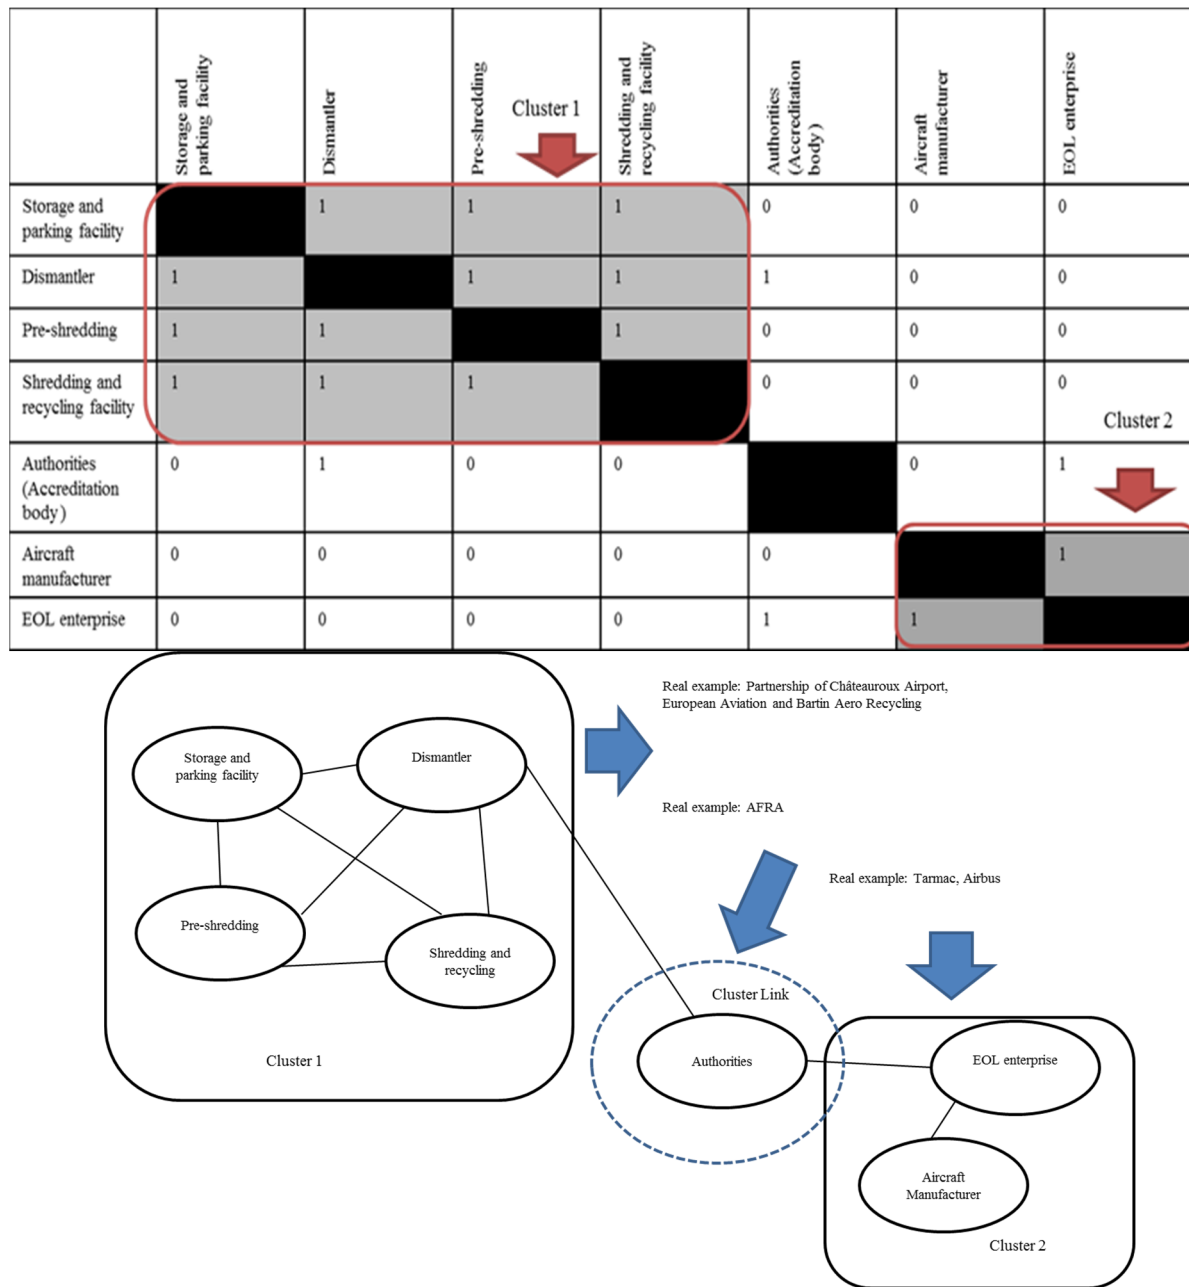 Storage and
parking facility
Dismantler
Pre-shredding
Cluster 1
Shredding and
recycling facility
Authorities
(Accreditation
body)
Aircraft
manufacturer
EOL enterprise
Storage and
parking facility
1
1
1
0
0
0
Dismantler
1
1
1
1
0
0
Pre-shredding
1
1
1
0
0
0
Shredding and
recycling facility
1
1
1
0
0
0
Cluster 2
Authorities
(Accreditation
body)
0
1
0
0
0
1
Aircraft
manufacturer
0
0
0
0
0
1
EOL enterprise
0
0
0
0
1
1
Real example: Partnership of Châteauroux Airport,
European Aviation and Bartin Aero Recycling
Storage and
parking facility
Dismantler
Real example: AFRA
Real example: Tarmac, Airbus
Pre-shredding
Shredding and
recycling
Cluster 1
Cluster Link
Authorities
EOL enterprise
Aircraft
Manufacturer
Cluster 2